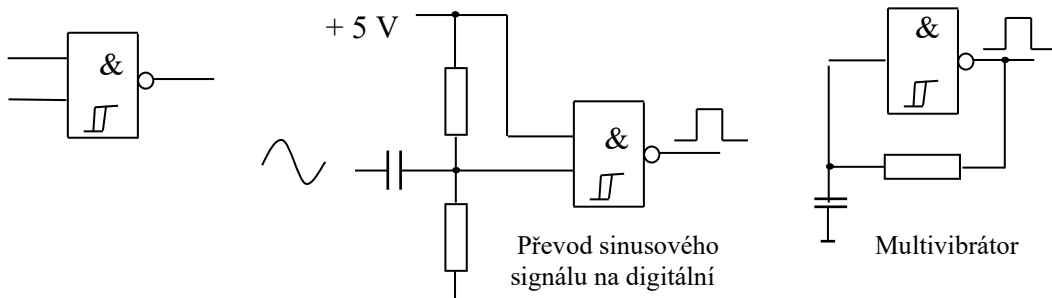 &
+ 5 V
&
Převod sinusového
signálu na digitální
&
Multivibrátor